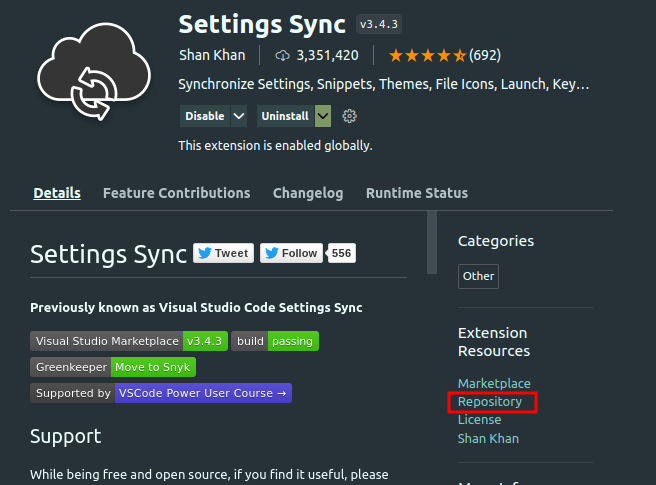 Settings Sync v3.4.3
Shan Khan 3,351,420 (692)
Synchronize Settings, Snippets, Themes, File Icons, Launch, Key…
Disable Uninstall
This extension is enabled globally.
Details Feature Contributions Changelog Runtime Status
Settings Sync Tweet Follow 556
Previously known as Visual Studio Code Settings Sync
Visual Studio Marketplace v3.4.3 build passing
Greenkeeper Move to Snyk
Supported by VSCode Power User Course →
Support
While being free and open source, if you find it useful, please
Categories
Other
Extension
Resources
Marketplace
Repository
License
Shan Khan